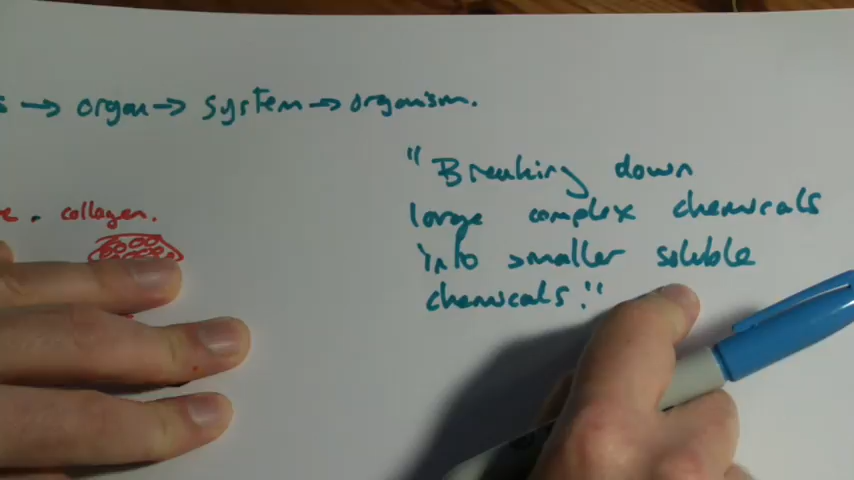 → organ → system → organism.
"Breaking down
large complex chemicals
. collagen.
into smaller soluble
chemicals."